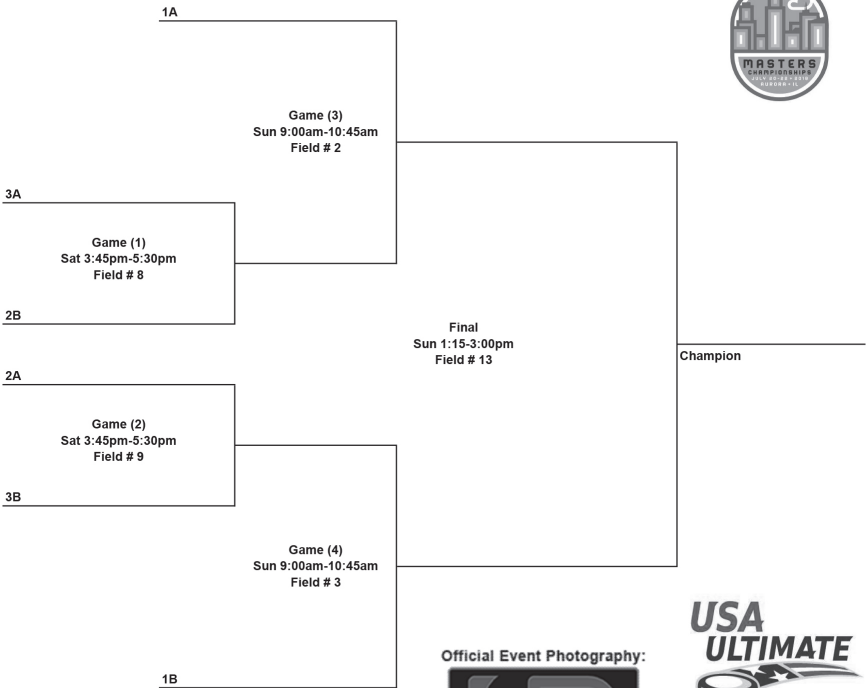 1A
MASTERS
CHAMPIONSHIPS
AURORA • IL
Game (3)
Sun 9:00am-10:45am
Field # 2
3A
Game (1)
Sat 3:45pm-5:30pm
Field # 8
2B
Final
Sun 1:15-3:00pm
Field # 13
Champion
2A
Game (2)
Sat 3:45pm-5:30pm
Field # 9
3B
Game (4)
Sun 9:00am-10:45am
Field # 3
1B
Official Event Photography:
USA
ULTIMATE